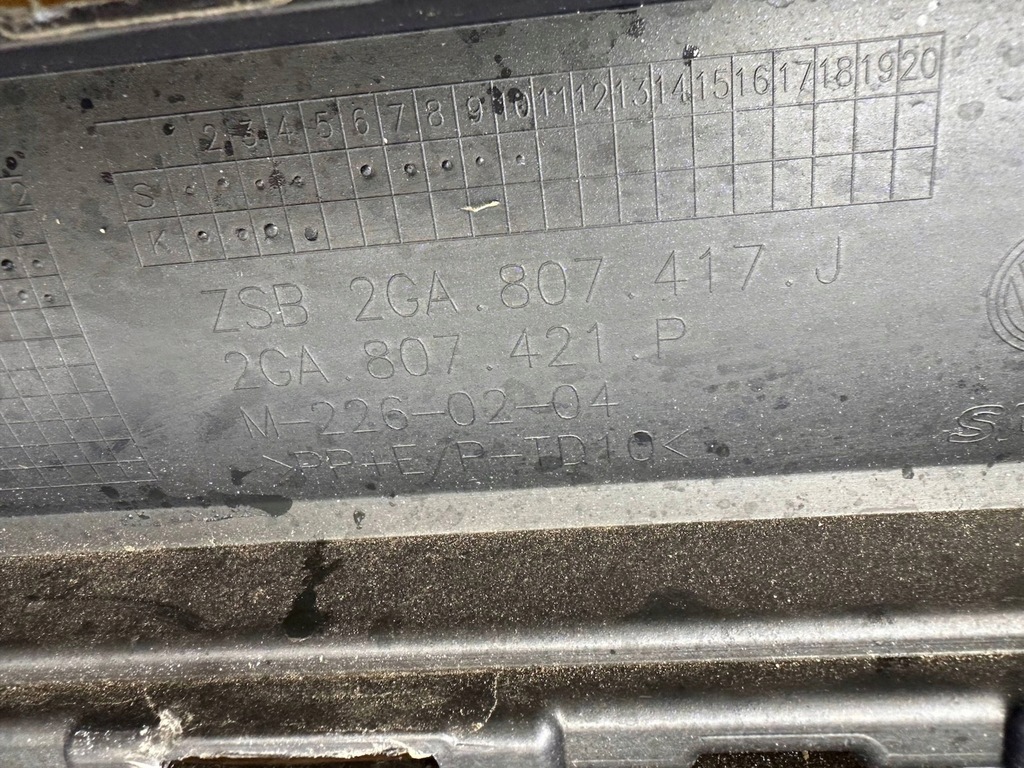 2 3 4 5 6 7 8 9 10 11 12 13 14 15 16 17 18 19 20
2
S
K
ZSB 2GA.807.417.J
2GA.807.421.P
M-226-02-04
>PP+E/P-TD10<